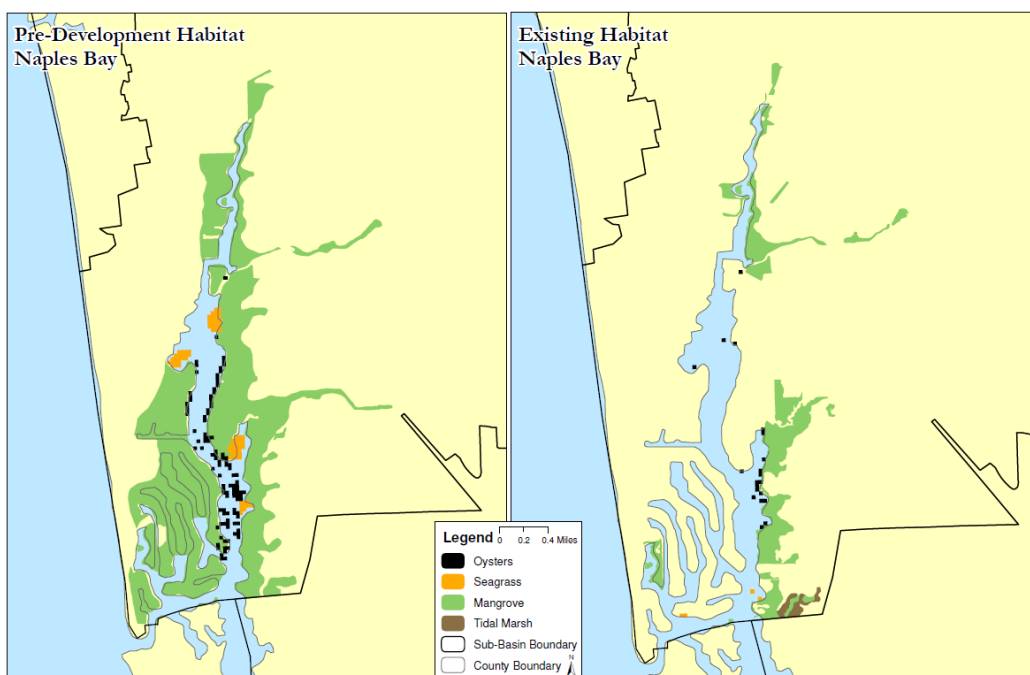 Pre-Development Habitat
Naples Bay
Existing Habitat
Naples Bay
Legend
0 0.2 0.4 Miles
Oysters
Seagrass
Mangrove
Tidal Marsh
Sub-Basin Boundary
County Boundary
N